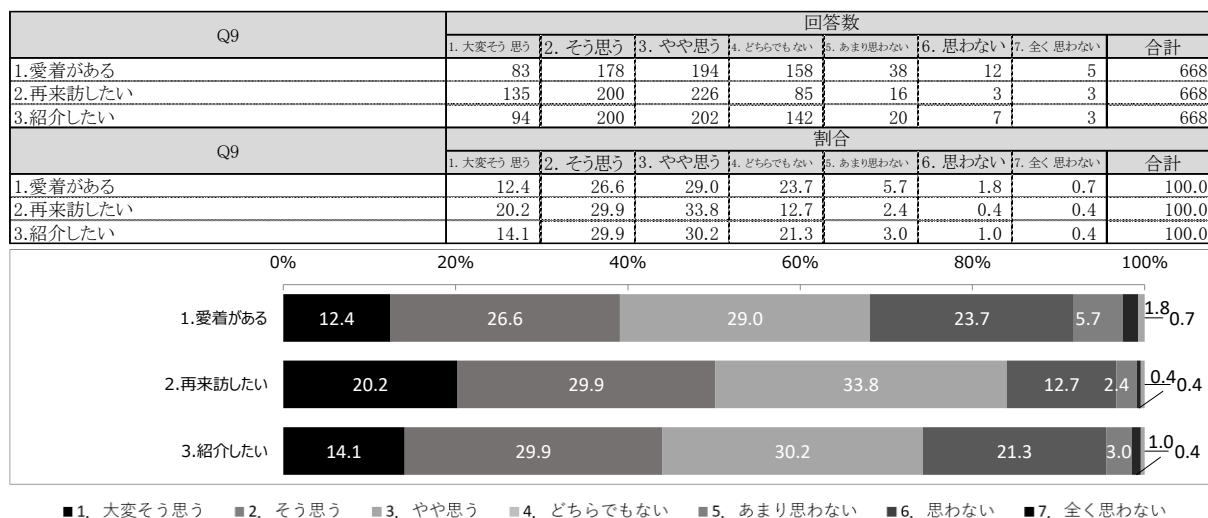 Q9 回答数
1. 大変そう 思う 2. そう思う 3. やや思う 4. どちらでもない 5. あまり思わない 6. 思わない 7. 全く 思わない 合計
1.愛着がある 83 178 194 158 38 12 5 668
2.再来訪したい 135 200 226 85 16 3 3 668
3.紹介したい 94 200 202 142 20 7 3 668
Q9 割合
1. 大変そう 思う 2. そう思う 3. やや思う 4. どちらでもない 5. あまり思わない 6. 思わない 7. 全く 思わない 合計
1.愛着がある 12.4 26.6 29.0 23.7 5.7 1.8 0.7 100.0
2.再来訪したい 20.2 29.9 33.8 12.7 2.4 0.4 0.4 100.0
3.紹介したい 14.1 29.9 30.2 21.3 3.0 1.0 0.4 100.0
0% 20% 40% 60% 80% 100%
1.愛着がある 12.4 26.6 29.0 23.7 5.7 1.8 0.7
2.再来訪したい 20.2 29.9 33.8 12.7 2.4 0.4 0.4
3.紹介したい 14.1 29.9 30.2 21.3 3.0 1.0 0.4
■1. 大変そう思う ■2. そう思う ■3. やや思う ■4. どちらでもない ■5. あまり思わない ■6. 思わない ■7. 全く思わない